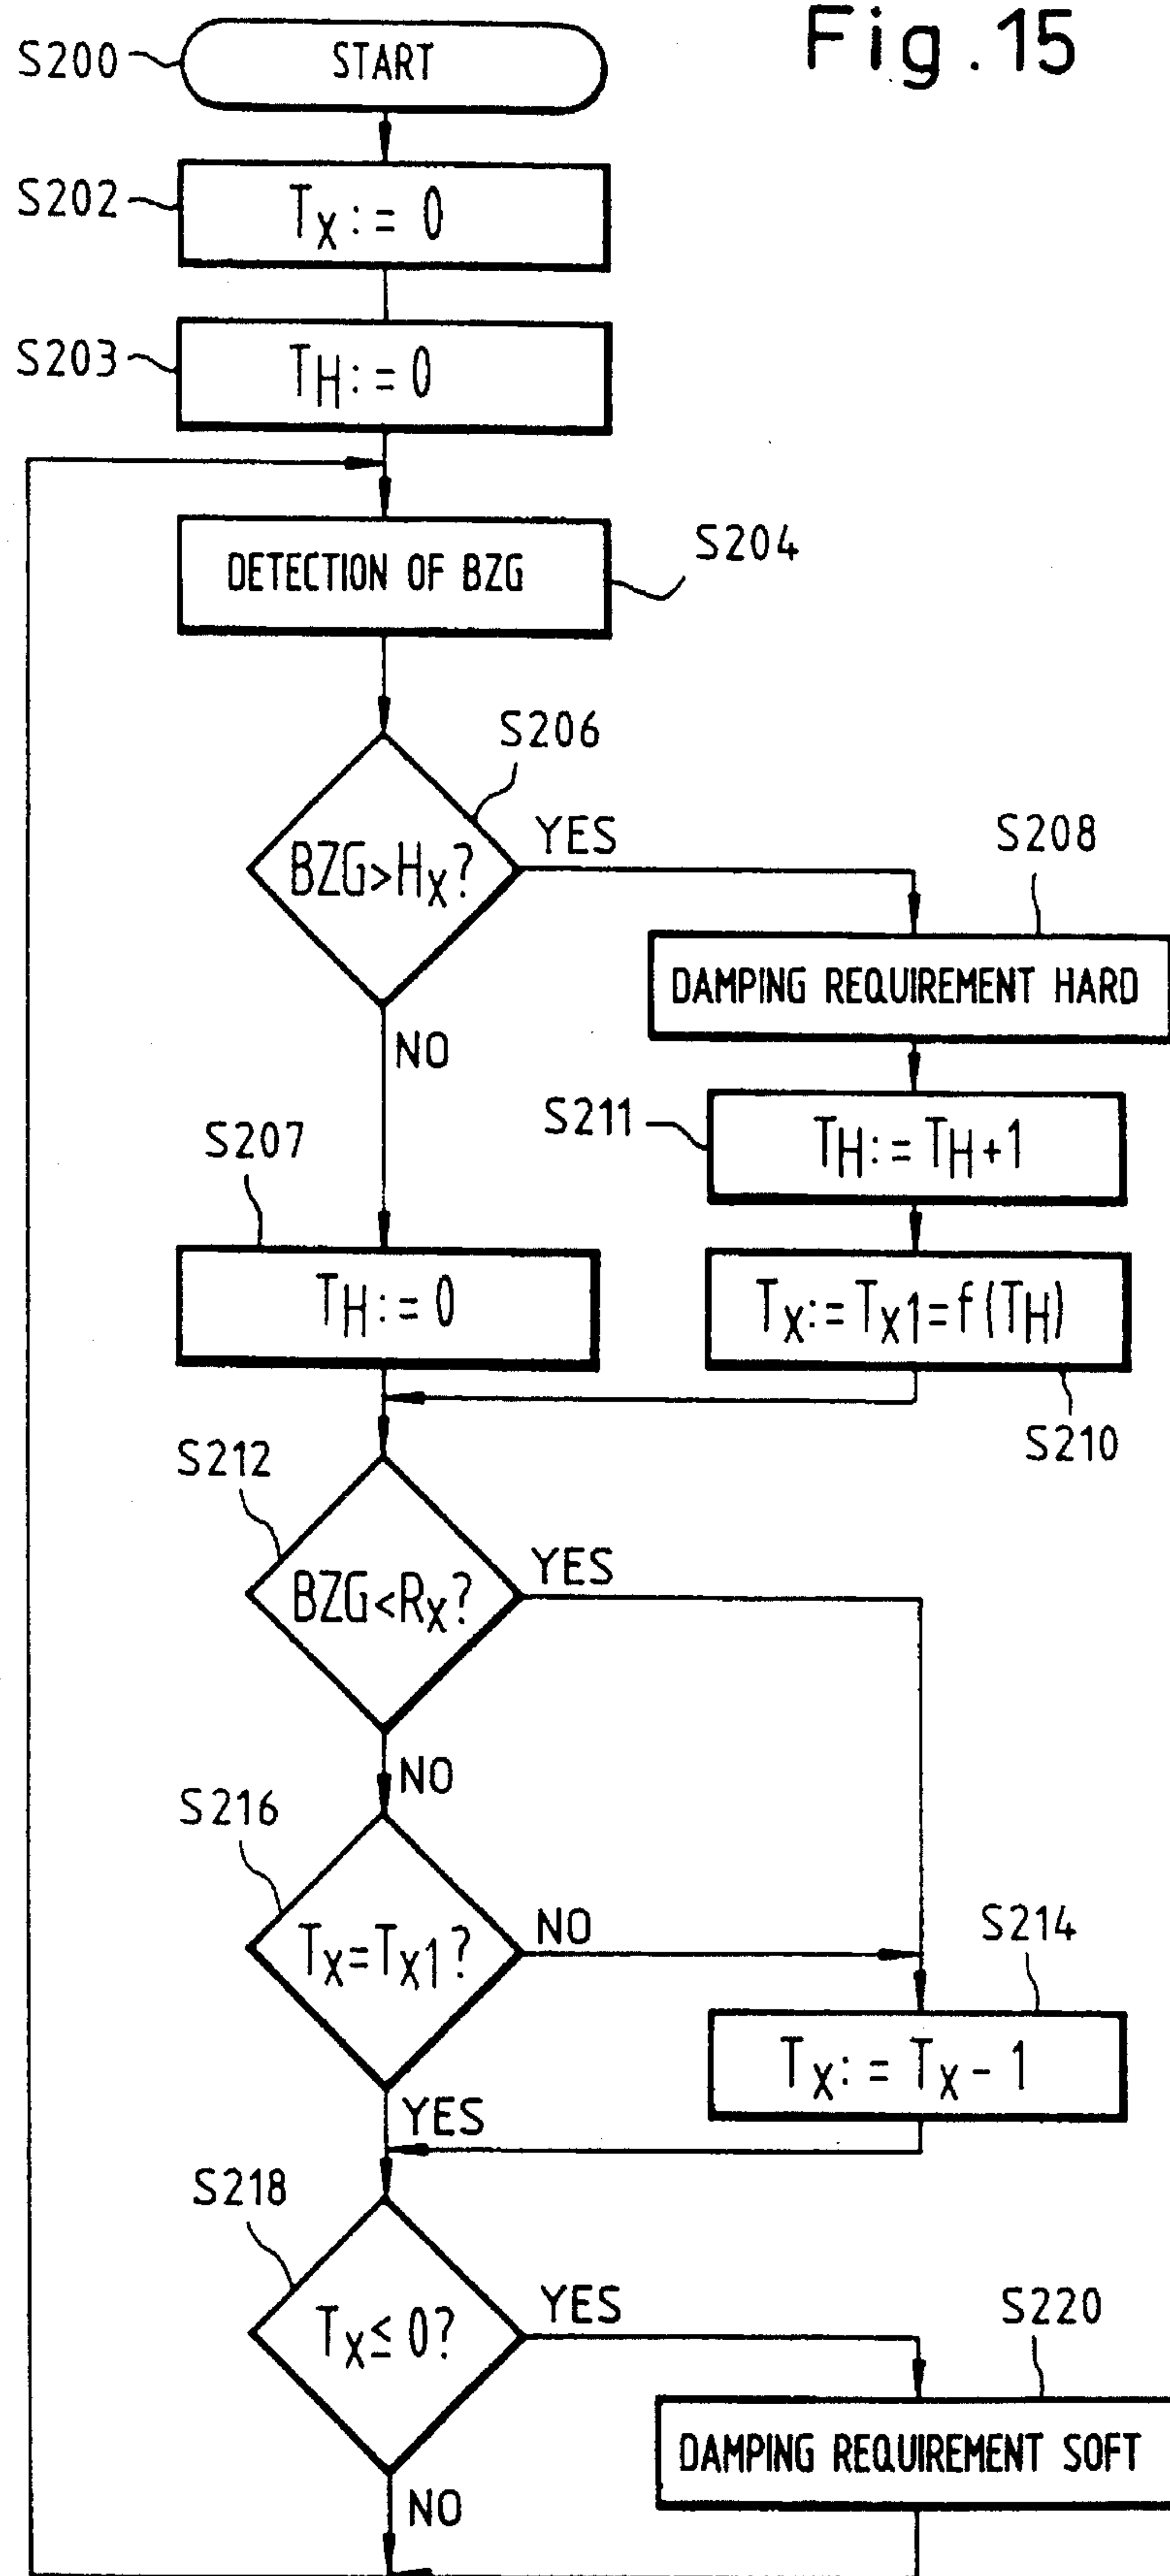 Fig.15
S200
START
S202
Tx := 0
S203
TH := 0
DETECTION OF BZG
S204
S206
BZG>Hx?
YES
NO
S208
DAMPING REQUIREMENT HARD
S211
TH := TH+1
S207
TH := 0
Tx := Tx1=f(TH)
S210
S212
BZG<Rx?
YES
NO
S216
Tx=Tx1?
NO
YES
S214
Tx := Tx - 1
S218
Tx ≤ 0?
YES
NO
S220
DAMPING REQUIREMENT SOFT